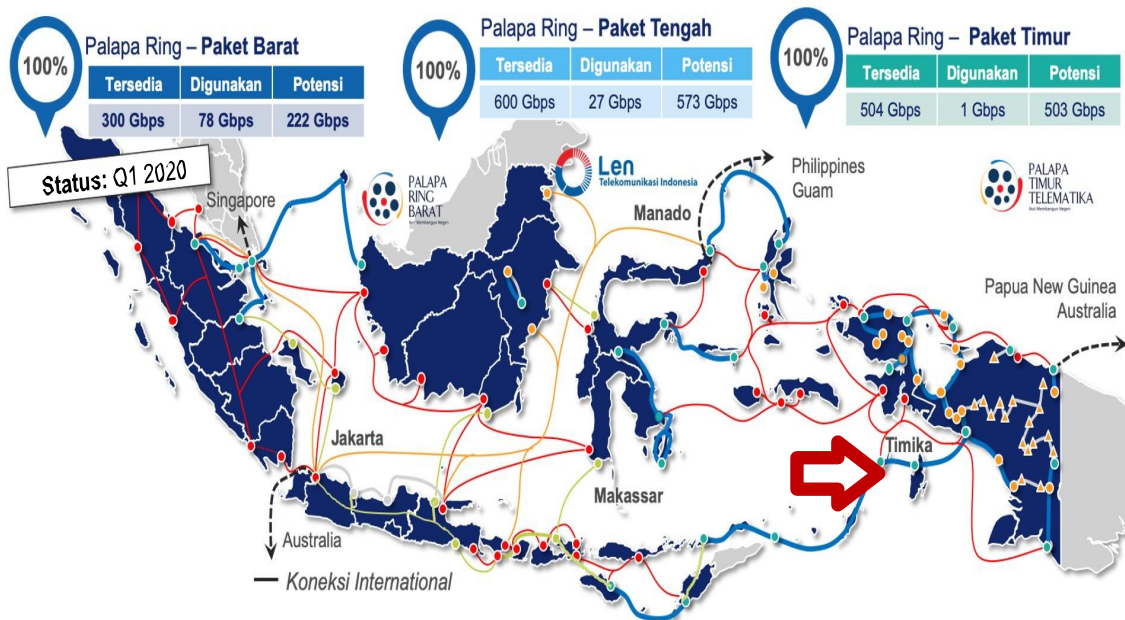 Palapa Ring – Paket Barat
100%
Tersedia Digunakan Potensi
300 Gbps 78 Gbps 222 Gbps
Palapa Ring – Paket Tengah
100%
Tersedia Digunakan Potensi
600 Gbps 27 Gbps 573 Gbps
Palapa Ring – Paket Timur
100%
Tersedia Digunakan Potensi
504 Gbps 1 Gbps 503 Gbps
Status: Q1 2020
Singapore
PALAPA
RING
BARAT
Len
Telekomunikasi Indonesia
Manado
Philippines
Guam
PALAPA
TIMUR
TELEMATIKA
Papua New Guinea
Australia
Jakarta
Makassar
Timika
Australia
Koneksi International